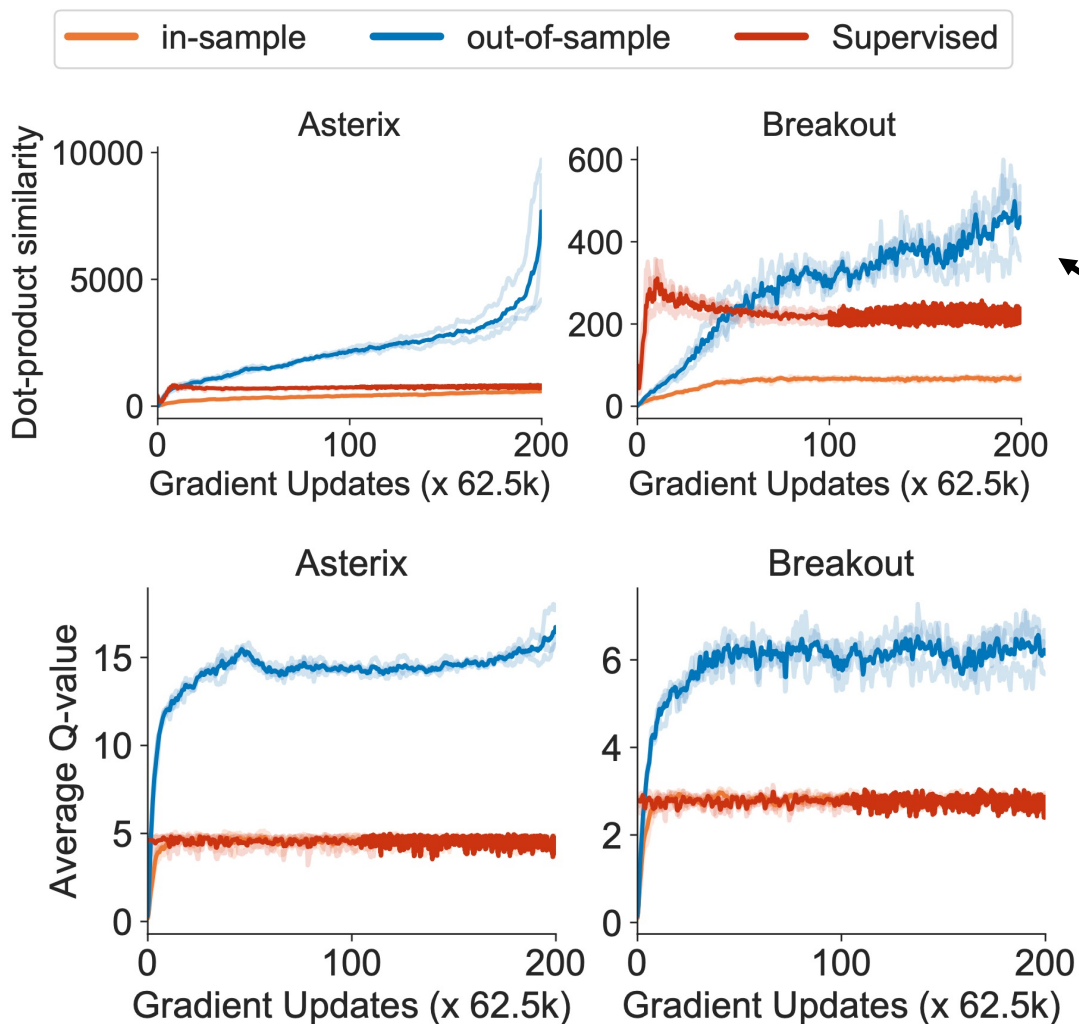 in-sample out-of-sample Supervised
Asterix Breakout
Dot-product similarity
10000
5000
0
0 100 200
Gradient Updates (x 62.5k)
600
400
200
0
0 100 200
Gradient Updates (x 62.5k)
Asterix Breakout
Average Q-value
15
10
5
0
0 100 200
Gradient Updates (x 62.5k)
6
4
2
0
0 100 200
Gradient Updates (x 62.5k)